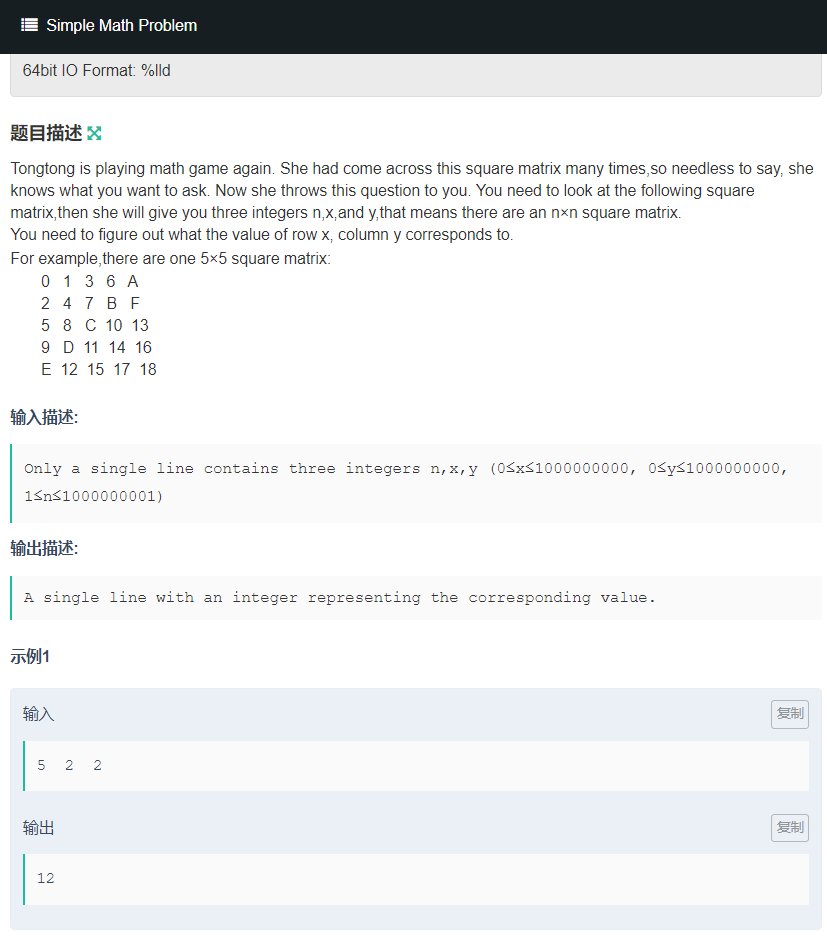 Simple Math Problem
64bit IO Format: %lld
题目描述
Tongtong is playing math game again. She had come across this square matrix many times,so needless to say, she
knows what you want to ask. Now she throws this question to you. You need to look at the following square
matrix,then she will give you three integers n,x,and y,that means there are an n×n square matrix.
You need to figure out what the value of row x, column y corresponds to.
For example,there are one 5×5 square matrix:
0 1 3 6 A
2 4 7 B F
5 8 C 10 13
9 D 11 14 16
E 12 15 17 18
输入描述:
Only a single line contains three integers n,x,y (0≤x≤1000000000, 0≤y≤1000000000,
1≤n≤1000000001)
输出描述:
A single line with an integer representing the corresponding value.
示例1
输入
复制
5 2 2
输出
复制
12